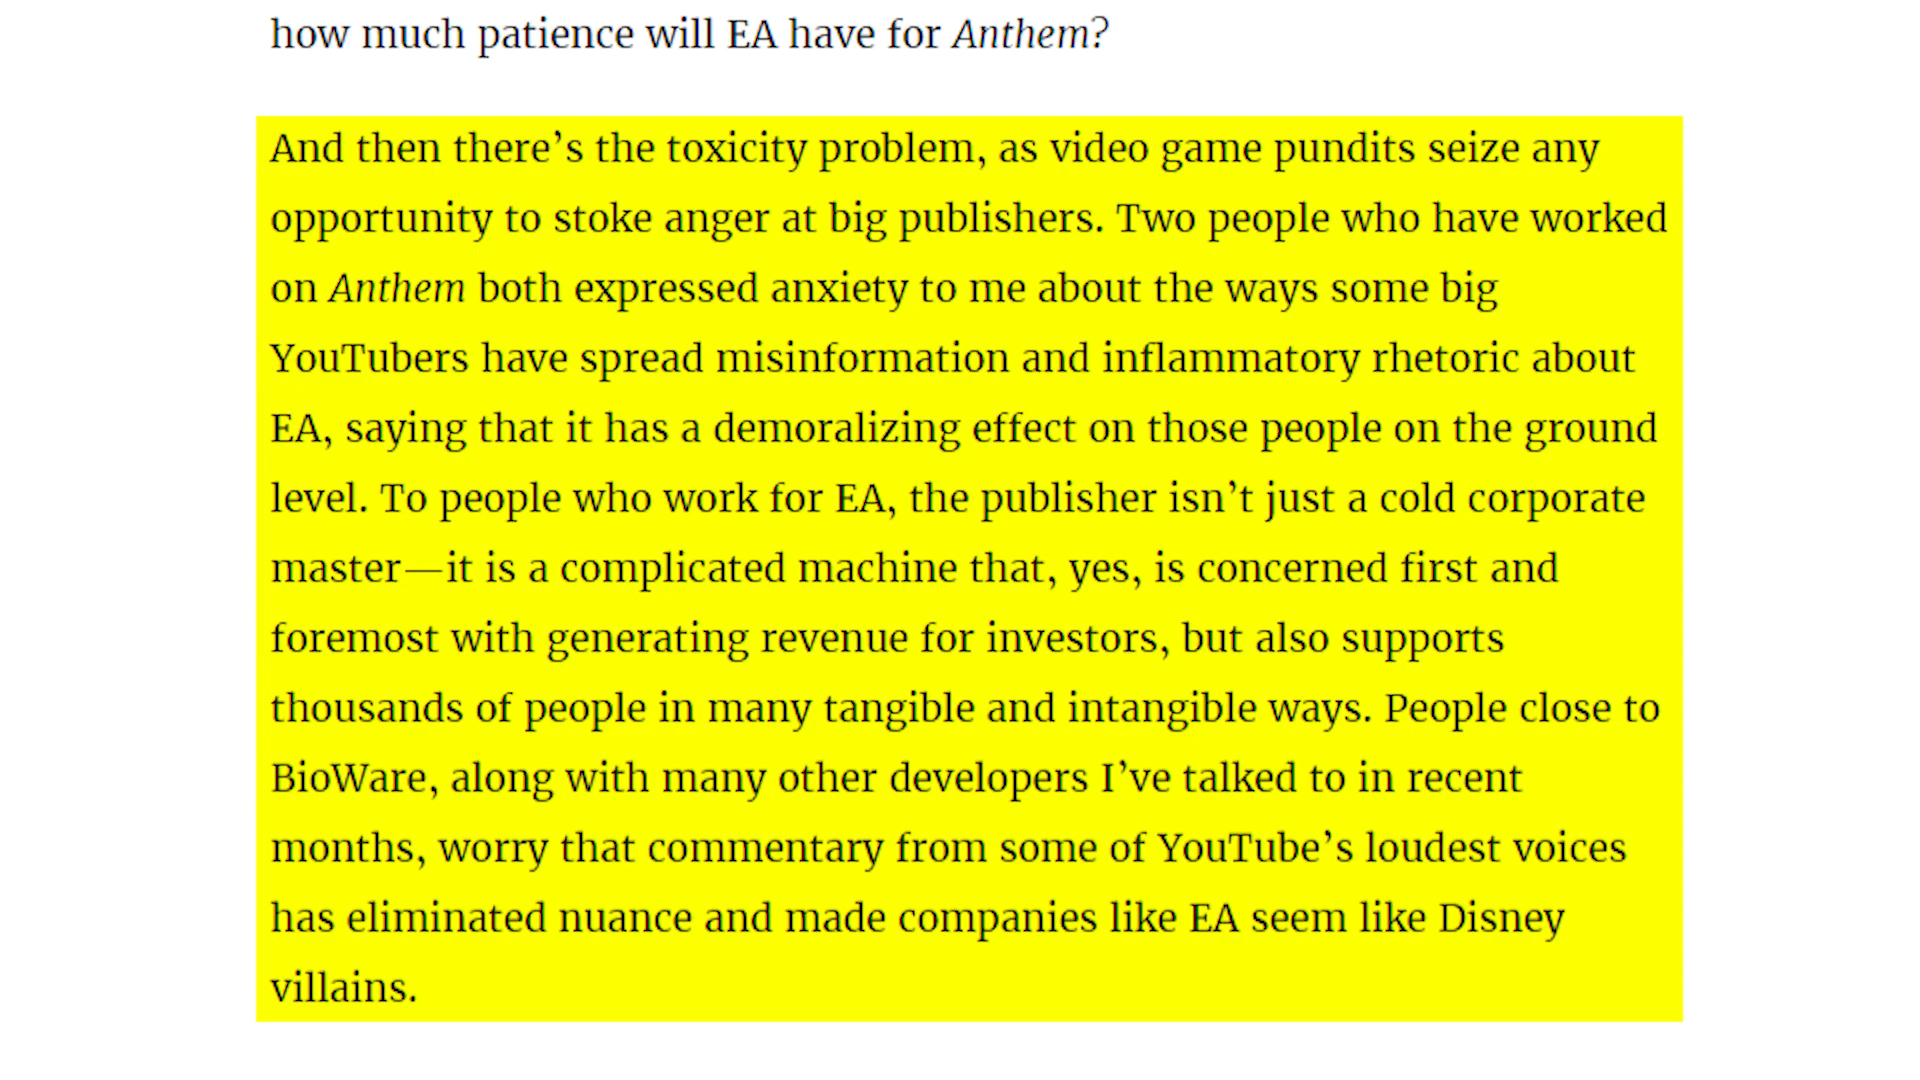 how much patience will EA have for Anthem?
And then there’s the toxicity problem, as video game pundits seize any
opportunity to stoke anger at big publishers. Two people who have worked
on Anthem both expressed anxiety to me about the ways some big
YouTubers have spread misinformation and inflammatory rhetoric about
EA, saying that it has a demoralizing effect on those people on the ground
level. To people who work for EA, the publisher isn’t just a cold corporate
master—it is a complicated machine that, yes, is concerned first and
foremost with generating revenue for investors, but also supports
thousands of people in many tangible and intangible ways. People close to
BioWare, along with many other developers I’ve talked to in recent
months, worry that commentary from some of YouTube’s loudest voices
has eliminated nuance and made companies like EA seem like Disney
villains.